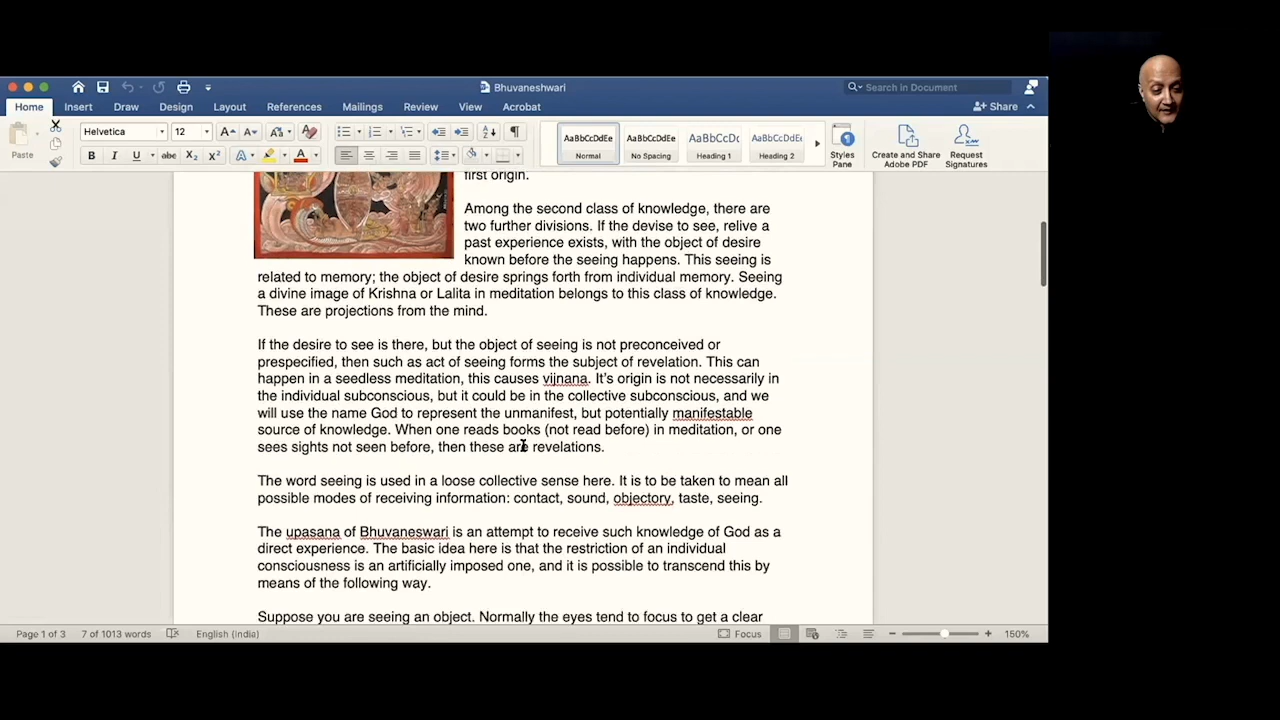 Bhuvaneshwari
Search in Document
Home Insert Draw Design Layout References Mailings Review View Acrobat Share
Paste
Helvetica 12
AaBbCcDdEe AaBbCcDdEe AaBbCcDc AaBbCcDdEe
Normal No Spacing Heading 1 Heading 2
Styles Pane
Create and Share Adobe PDF
Request Signatures
first origin.
Among the second class of knowledge, there are
two further divisions. If the devise to see, relive a
past experience exists, with the object of desire
known before the seeing happens. This seeing is
related to memory; the object of desire springs forth from individual memory. Seeing
a divine image of Krishna or Lalita in meditation belongs to this class of knowledge.
These are projections from the mind.
If the desire to see is there, but the object of seeing is not preconceived or
prespecified, then such as act of seeing forms the subject of revelation. This can
happen in a seedless meditation, this causes vijnana. It's origin is not necessarily in
the individual subconscious, but it could be in the collective subconscious, and we
will use the name God to represent the unmanifest, but potentially manifestable
source of knowledge. When one reads books (not read before) in meditation, or one
sees sights not seen before, then these are revelations.
The word seeing is used in a loose collective sense here. It is to be taken to mean all
possible modes of receiving information: contact, sound, objectory, taste, seeing.
The upasana of Bhuvaneswari is an attempt to receive such knowledge of God as a
direct experience. The basic idea here is that the restriction of an individual
consciousness is an artificially imposed one, and it is possible to transcend this by
means of the following way.
Suppose you are seeing an object. Normally the eyes tend to focus to get a clear
Page 1 of 3 7 of 1013 words English (India) Focus 150%